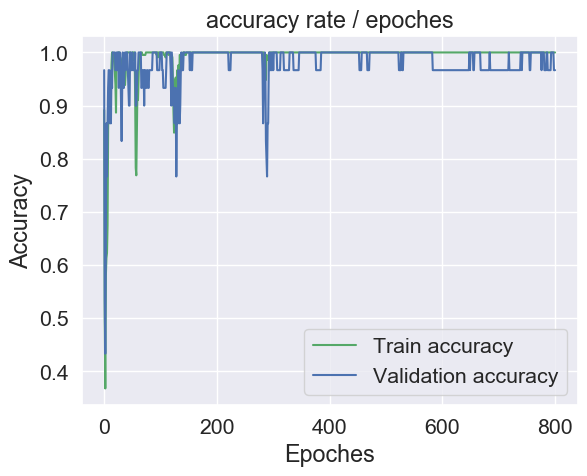 accuracy rate / epoches
1.0
0.9
0.8
0.7
0.6
0.5
0.4
Accuracy
Train accuracy
Validation accuracy
0 200 400 600 800
Epoches